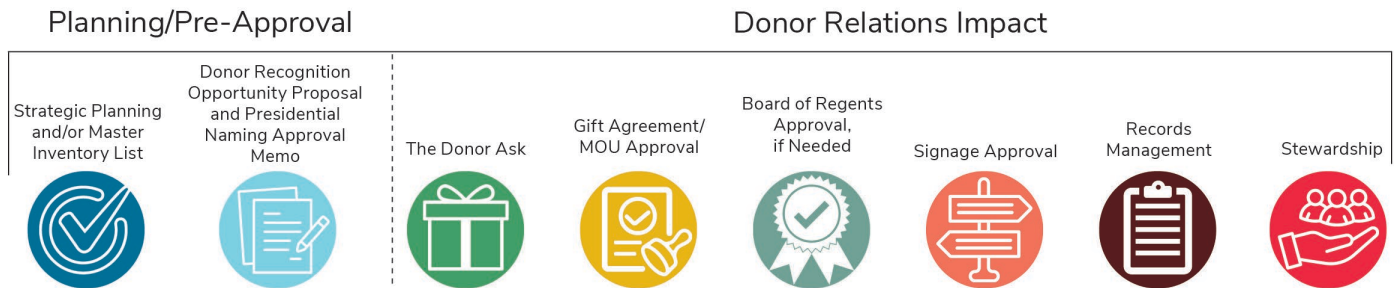 Planning/Pre-Approval
Donor Relations Impact
Strategic Planning
and/or Master
Inventory List
Donor Recognition
Opportunity Proposal
and Presidential
Naming Approval
Memo
The Donor Ask
Gift Agreement/
MOU Approval
Board of Regents
Approval,
if Needed
Signage Approval
Records
Management
Stewardship